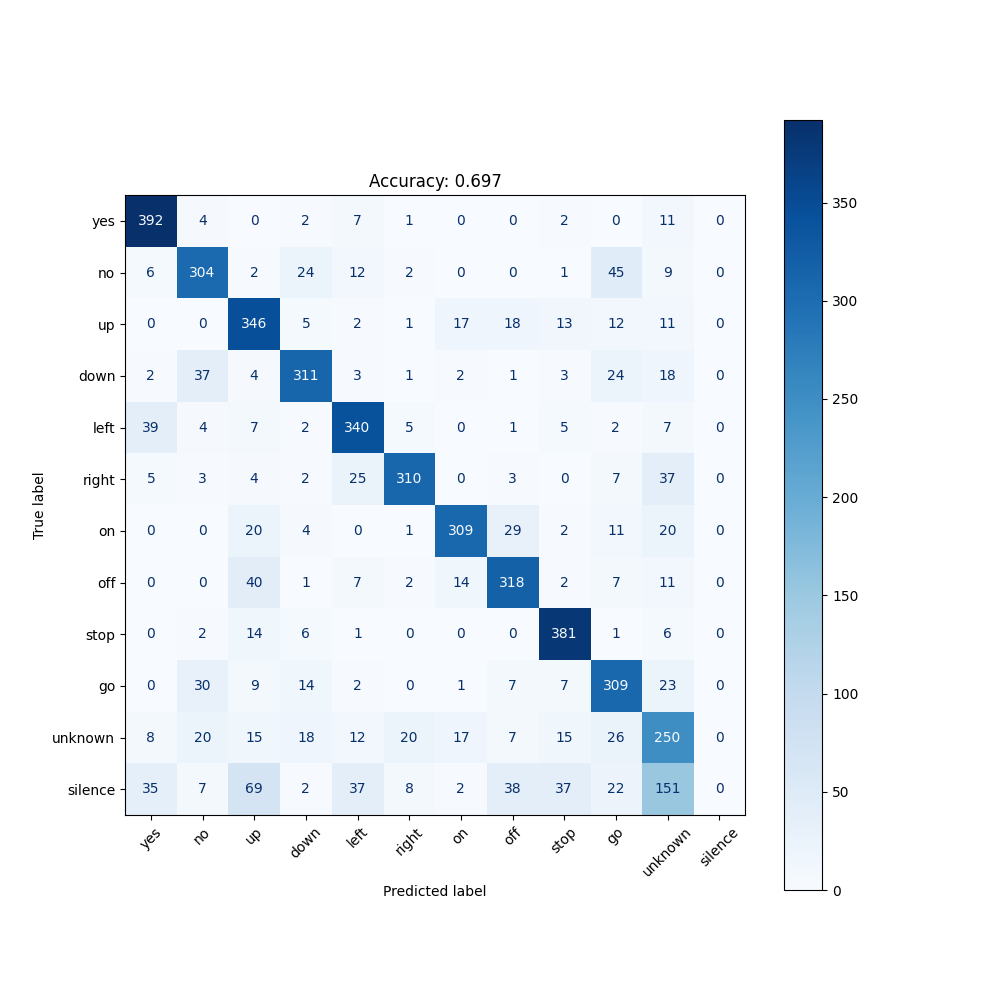 Accuracy: 0.697
yes 392 4 0 2 7 1 0 0 2 0 11 0
no 6 304 2 24 12 2 0 0 1 45 9 0
up 0 0 346 5 2 1 17 18 13 12 11 0
down 2 37 4 311 3 1 2 1 3 24 18 0
left 39 4 7 2 340 5 0 1 5 2 7 0
right 5 3 4 2 25 310 0 3 0 7 37 0
on 0 0 20 4 0 1 309 29 2 11 20 0
off 0 0 40 1 7 2 14 318 2 7 11 0
stop 0 2 14 6 1 0 0 0 381 1 6 0
go 0 30 9 14 2 0 1 7 7 309 23 0
unknown 8 20 15 18 12 20 17 7 15 26 250 0
silence 35 7 69 2 37 8 2 38 37 22 151 0
yes no up down left right on off stop go unknown silence
Predicted label
True label
350
300
250
200
150
100
50
0